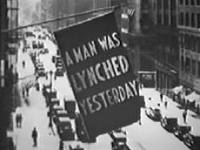 A MAN WAS
LYNCHED
YESTERDAY